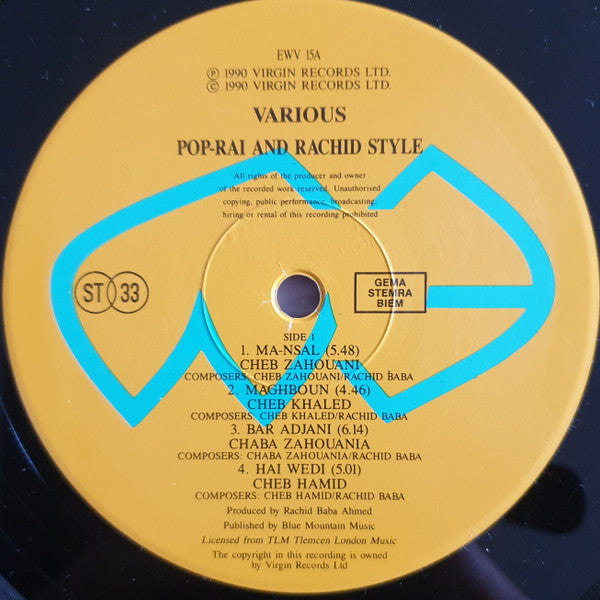 EWV 15A
Ⓟ 1990 VIRGIN RECORDS LTD.
© 1990 VIRGIN RECORDS LTD.
VARIOUS
POP-RAI AND RACHID STYLE
All rights of the producer and owner
of the recorded work reserved. Unauthorised
copying, public performance, broadcasting,
hiring or rental of this recording prohibited
ST 33
GEMA
STEMRA
BIEM
SIDE 1
1. MA-NSAL (5.48)
CHEB ZAHOUANI
COMPOSERS: CHEB ZAHOUANI/RACHID BABA
2. MAGHBOUN (4.46)
CHEB KHALED
COMPOSERS: CHEB KHALED/RACHID BABA
3. BAR ADJANI (6.14)
CHABA ZAHOUANIA
COMPOSERS: CHABA ZAHOUANIA/RACHID BABA
4. HAI WEDI (5.01)
CHEB HAMID
COMPOSERS: CHEB HAMID/RACHID BABA
Produced by Rachid Baba Ahmed
Published by Blue Mountain Music
Licensed from TLM Tlemcen London Music
The copyright in this recording is owned
by Virgin Records Ltd